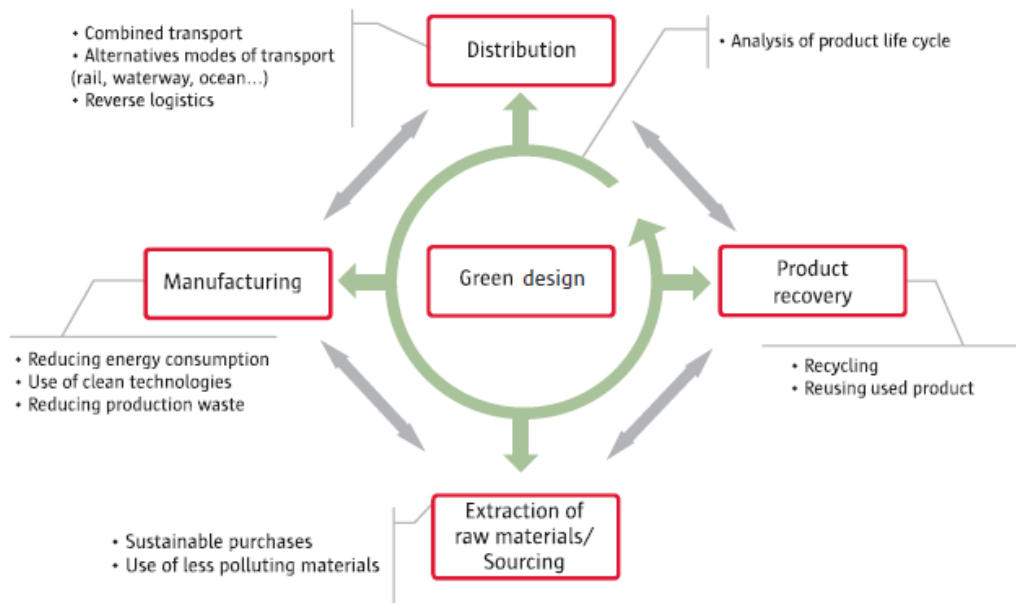 • Combined transport
• Alternatives modes of transport
(rail, waterway, ocean...)
• Reverse logistics
Distribution
• Analysis of product life cycle
Manufacturing
Green design
Product
recovery
• Reducing energy consumption
• Use of clean technologies
• Reducing production waste
• Recycling
• Reusing used product
Extraction of
raw materials/
Sourcing
• Sustainable purchases
• Use of less polluting materials